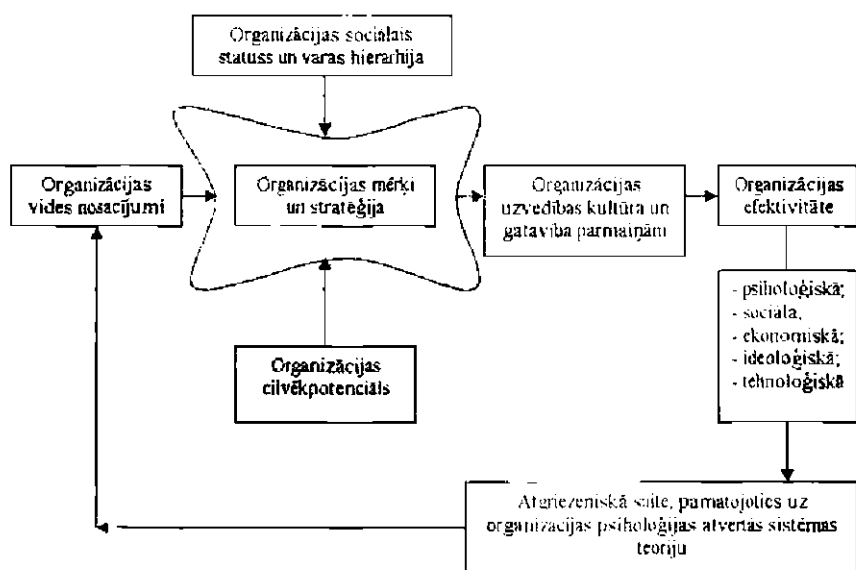 Organizācijas sociālais
statuss un varas hierarhija
Organizācijas
vides nosacījumi
Organizācijas mērķi
un stratēģija
Organizācijas
uzvedības kultūra un
gatavība pārmaiņām
Organizācijas
efektivitāte
Organizācijas
cilvēkpotenciāls
- psiholoģiskā;
- sociāla,
- ekonomiskā;
- ideoloģiskā;
- tehnoloģiskā
Atgriezeniskā saite, pamatojoties uz
organizācijas psiholoģijas atvērtās sistēmas
teoriju